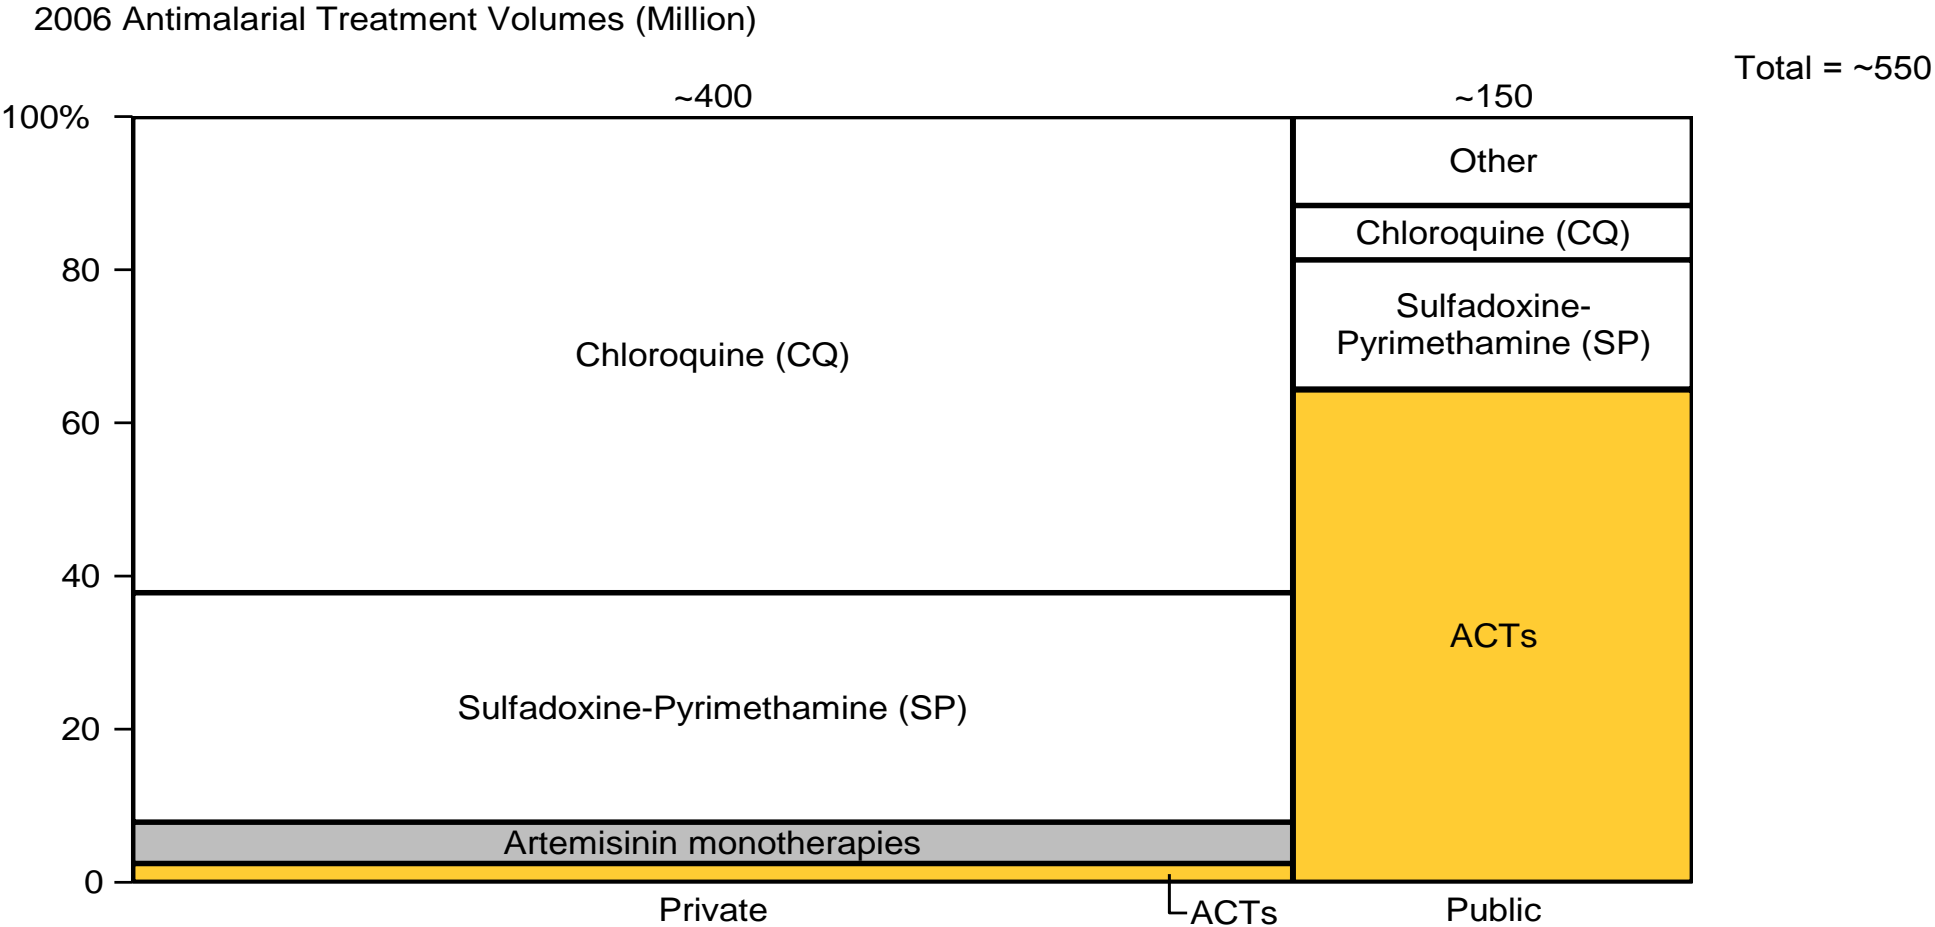 2006 Antimalarial Treatment Volumes (Million)
Total = ~550
~400
~150
100%
80
60
40
20
0
Chloroquine (CQ)
Sulfadoxine-Pyrimethamine (SP)
Artemisinin monotherapies
Other
Chloroquine (CQ)
Sulfadoxine-
Pyrimethamine (SP)
ACTs
Private
ACTs
Public